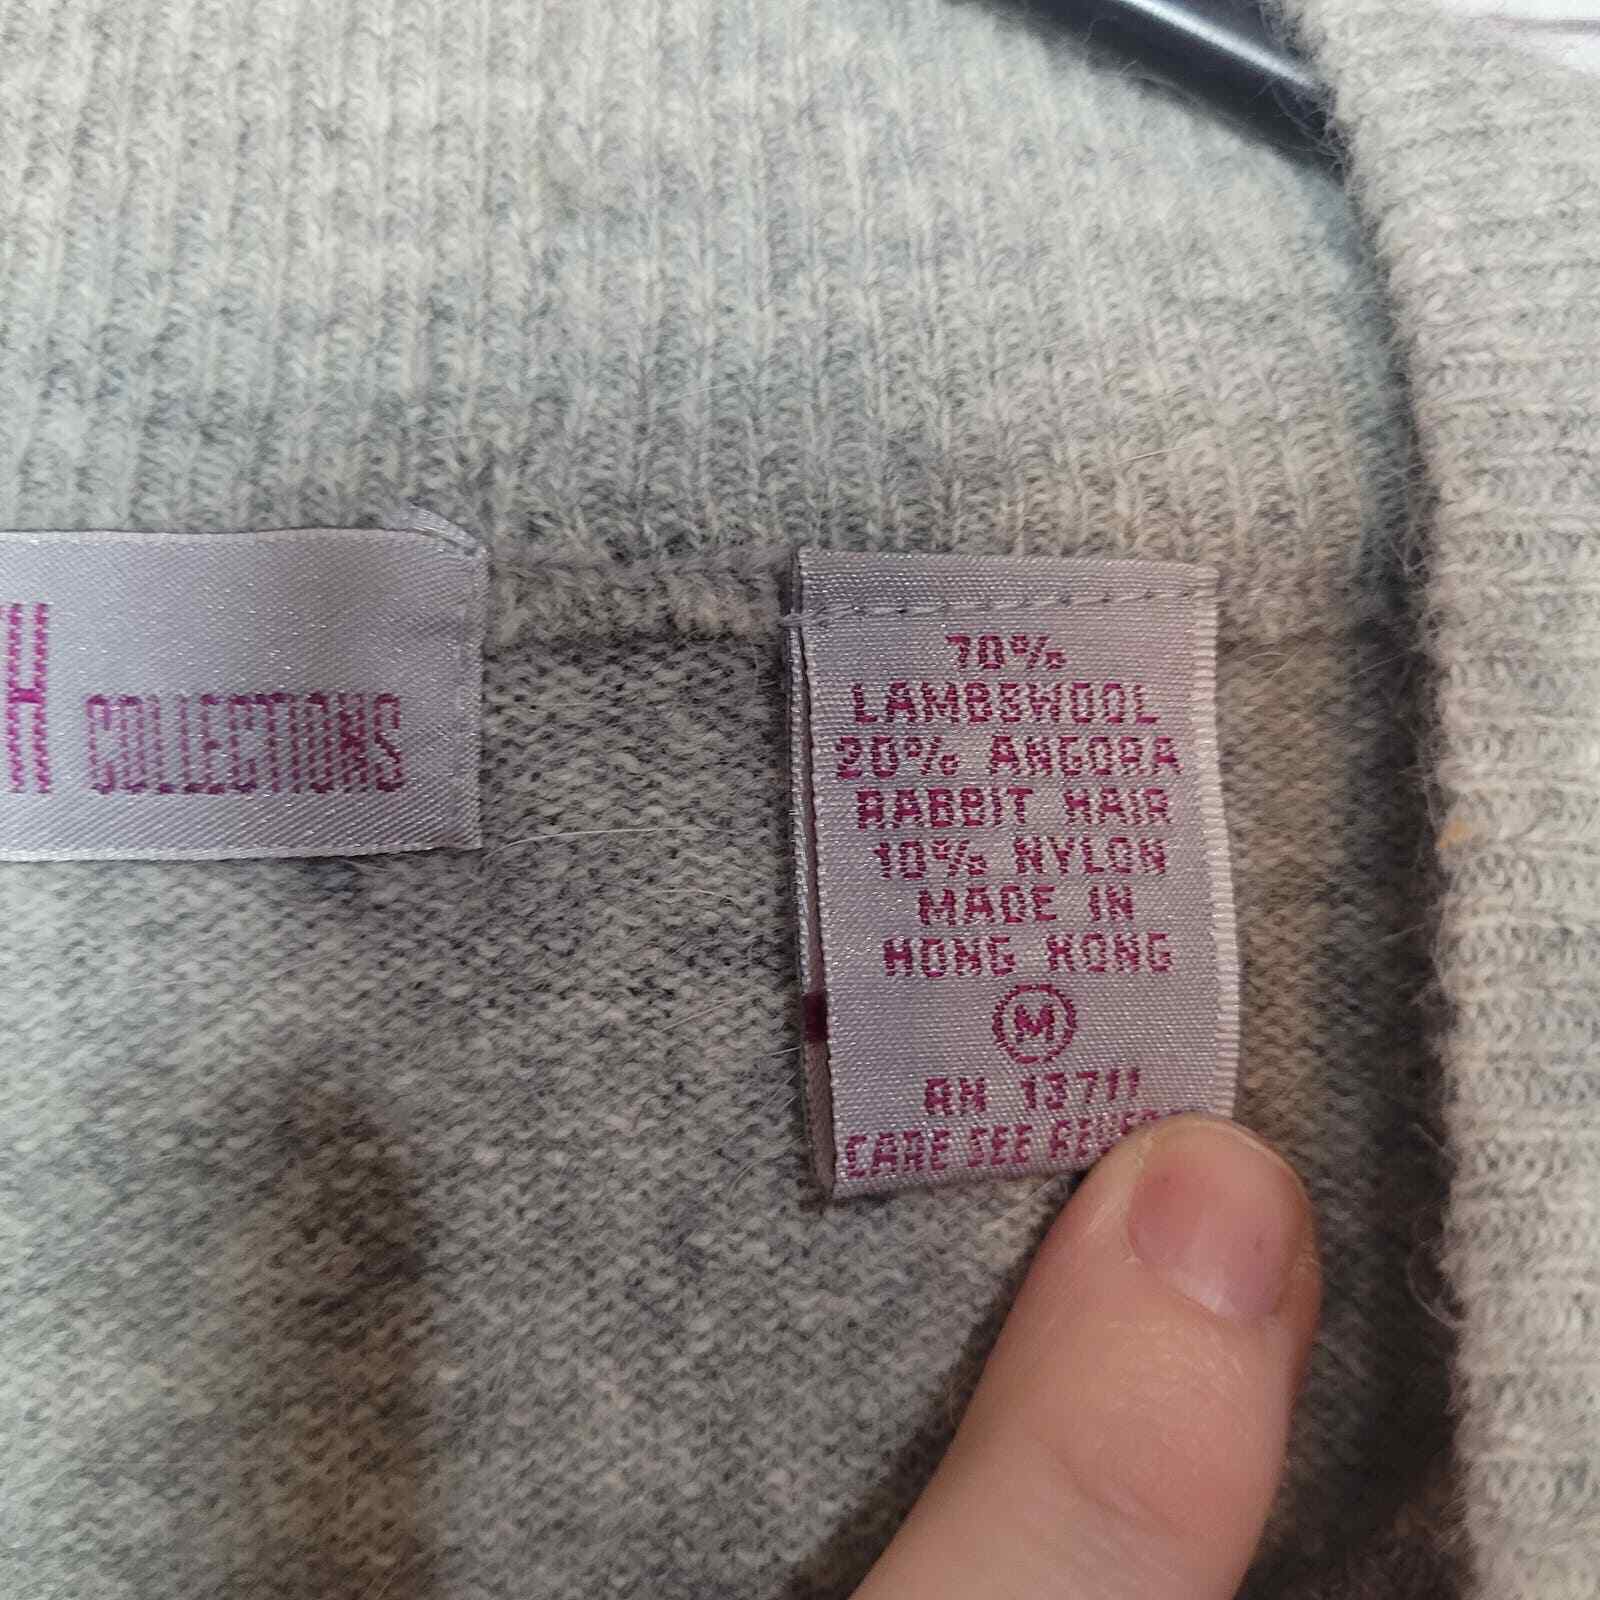 H COLLECTIONS
70%
LAMBSWOOL
20% ANGORA
RABBIT HAIR
10% NYLON
MADE IN
HONG KONG
M
RN 13711
CARE SEE